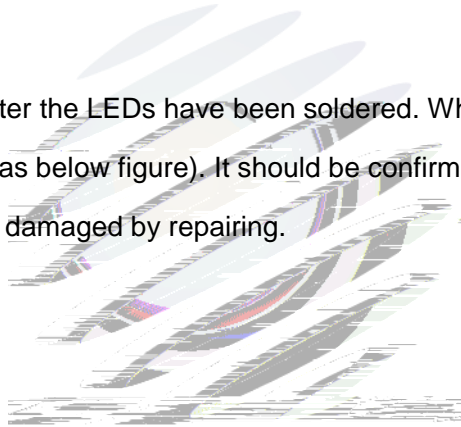 ter the LEDs have been soldered. Wh
as below figure). It should be confirm
damaged by repairing.